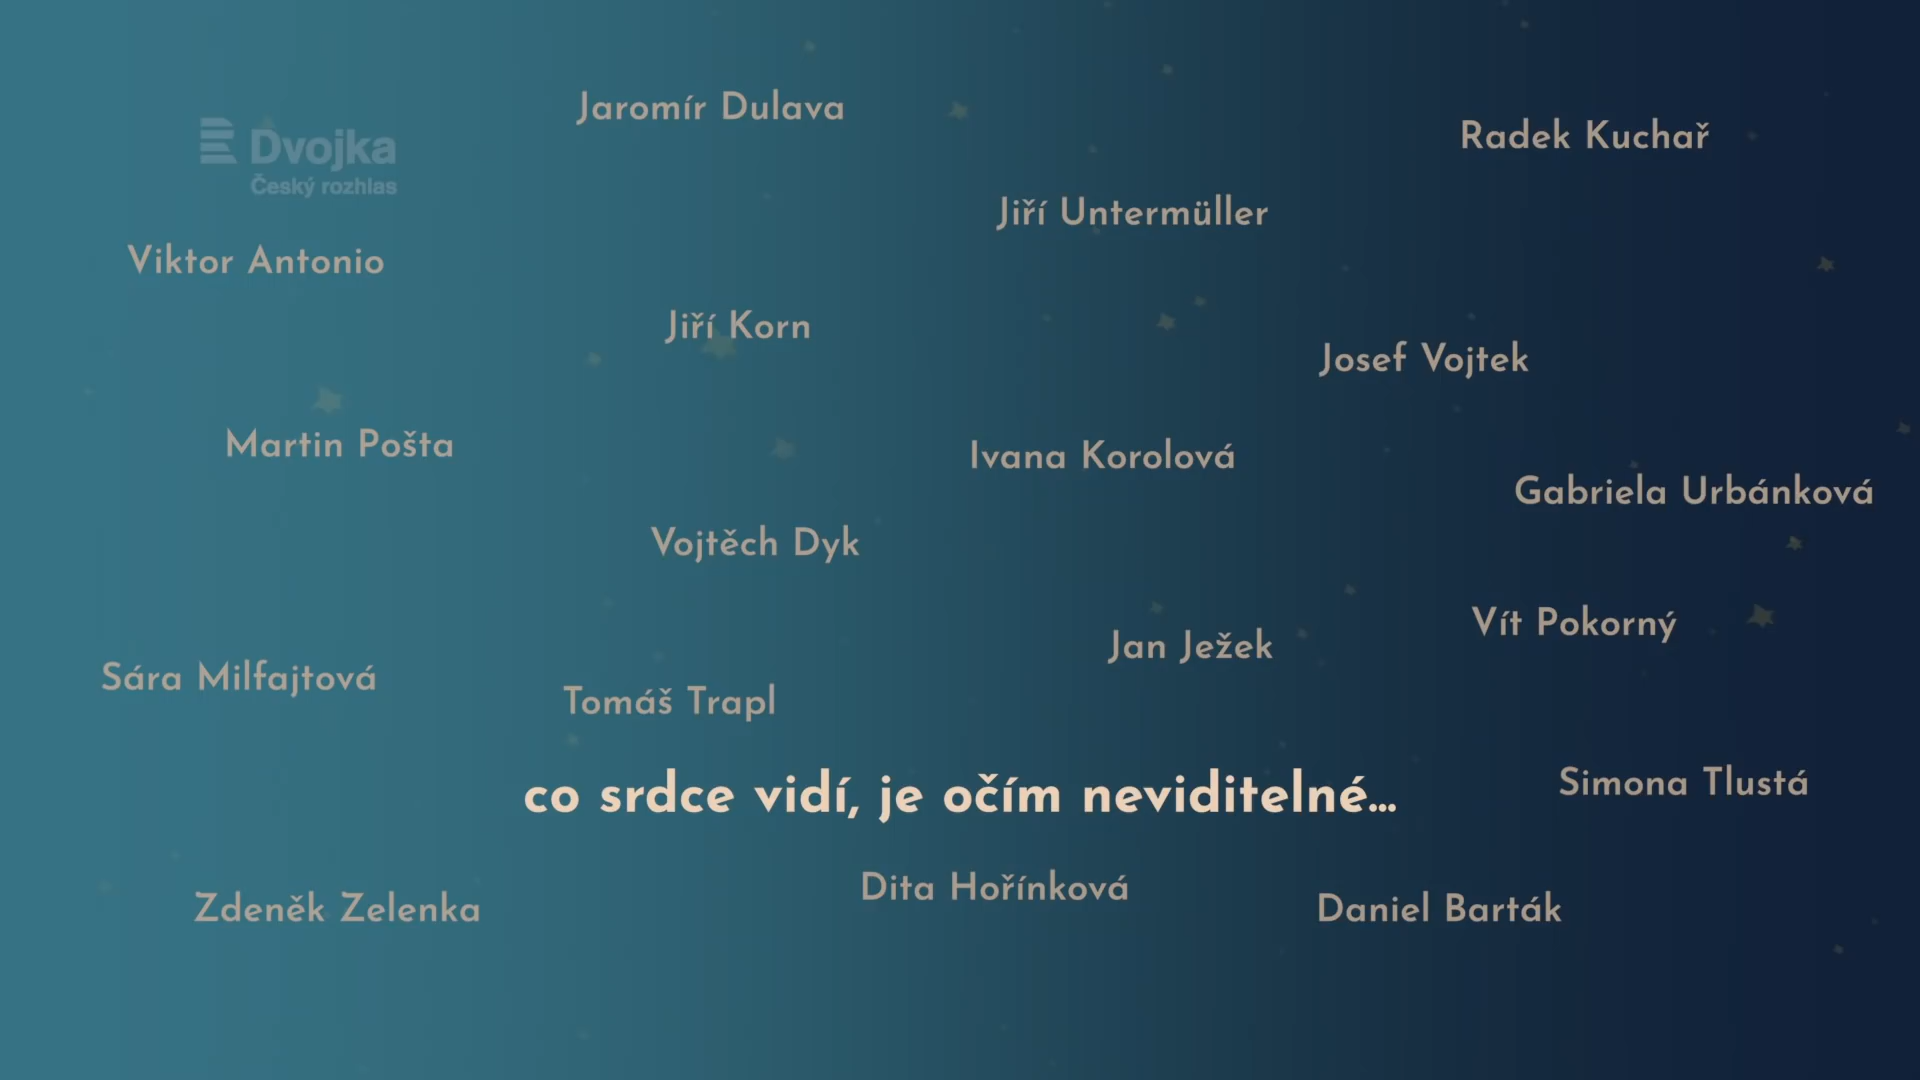 Jaromír Dulava
Radek Kuchař
Dvojka
Český rozhlas
Jiří Untermüller
Viktor Antonio
Jiří Korn
Josef Vojtek
Martin Pošta
Ivana Korolová
Gabriela Urbánková
Vojtěch Dyk
Vít Pokorný
Jan Ježek
Sára Milfajtová
Tomáš Trapl
Simona Tlustá
co srdce vidí, je očím neviditelné...
Dita Hořínková
Zdeněk Zelenka
Daniel Barták